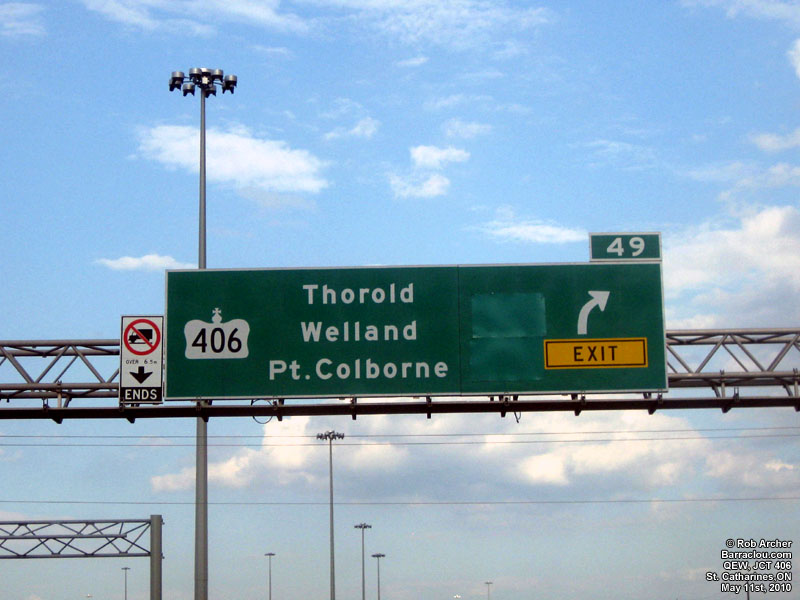 49
Thorold
406
Welland
Pt. Colborne
EXIT
OVER 6.5m
ENDS
© Rob Archer
Barraclou.com
QEW, JCT 406
St. Catharines,ON
May 11st, 2010